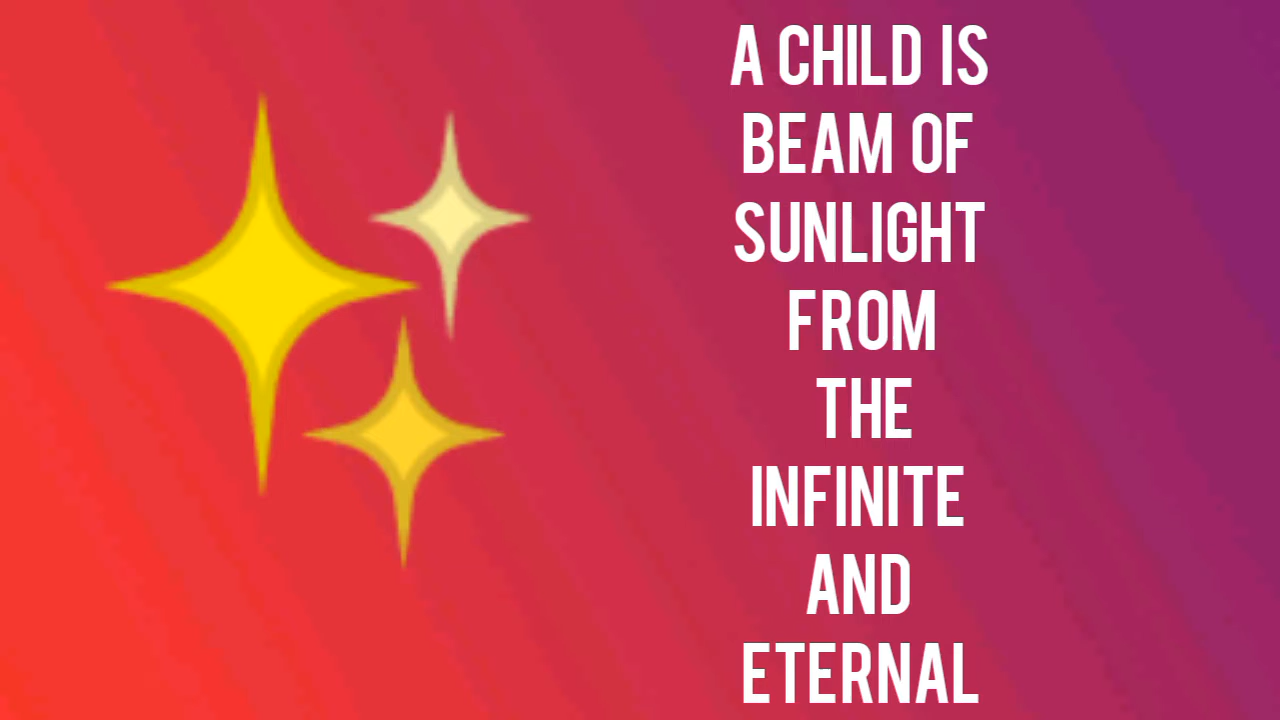 A CHILD IS
BEAM OF
SUNLIGHT
FROM
THE
INFINITE
AND
ETERNAL